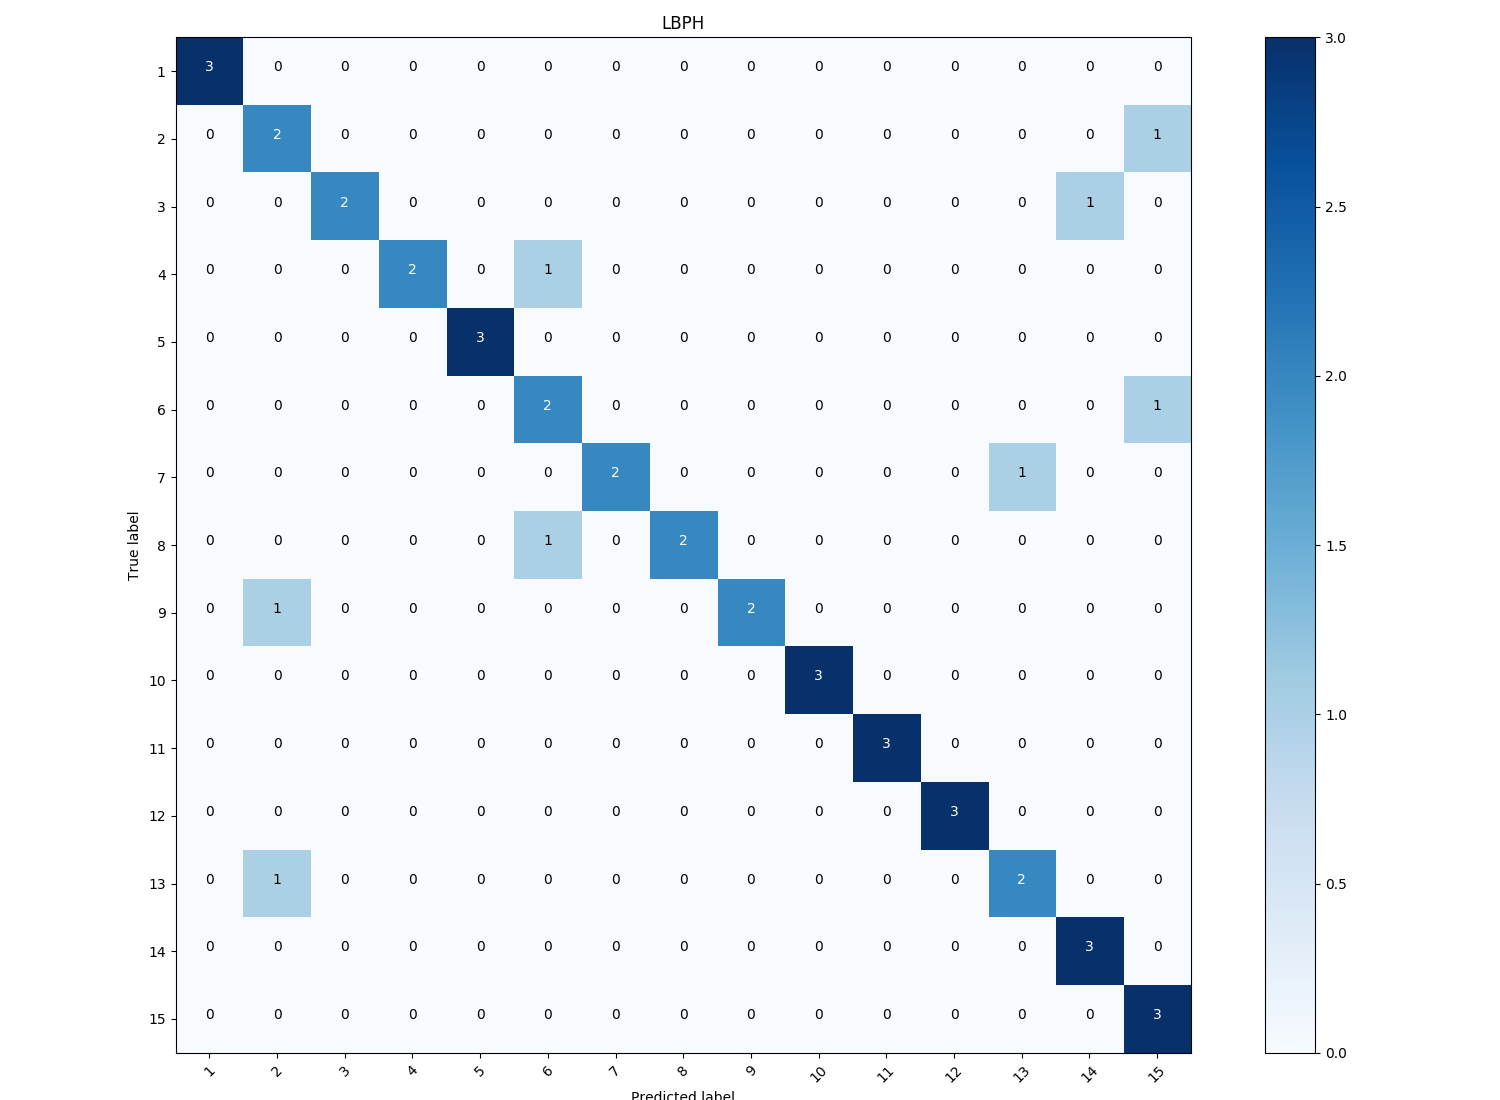 LBPH
1 3 0 0 0 0 0 0 0 0 0 0 0 0 0 0
2 0 2 0 0 0 0 0 0 0 0 0 0 0 0 1
3 0 0 2 0 0 0 0 0 0 0 0 0 0 1 0
4 0 0 0 2 0 1 0 0 0 0 0 0 0 0 0
5 0 0 0 0 3 0 0 0 0 0 0 0 0 0 0
6 0 0 0 0 0 2 0 0 0 0 0 0 0 0 1
7 0 0 0 0 0 0 2 0 0 0 0 0 1 0 0
8 0 0 0 0 0 1 0 2 0 0 0 0 0 0 0
9 0 1 0 0 0 0 0 0 2 0 0 0 0 0 0
10 0 0 0 0 0 0 0 0 0 3 0 0 0 0 0
11 0 0 0 0 0 0 0 0 0 0 3 0 0 0 0
12 0 0 0 0 0 0 0 0 0 0 0 3 0 0 0
13 0 1 0 0 0 0 0 0 0 0 0 0 2 0 0
14 0 0 0 0 0 0 0 0 0 0 0 0 0 3 0
15 0 0 0 0 0 0 0 0 0 0 0 0 0 0 3
1 2 3 4 5 6 7 8 9 10 11 12 13 14 15
True label
Predicted label
3.0
2.5
2.0
1.5
1.0
0.5
0.0